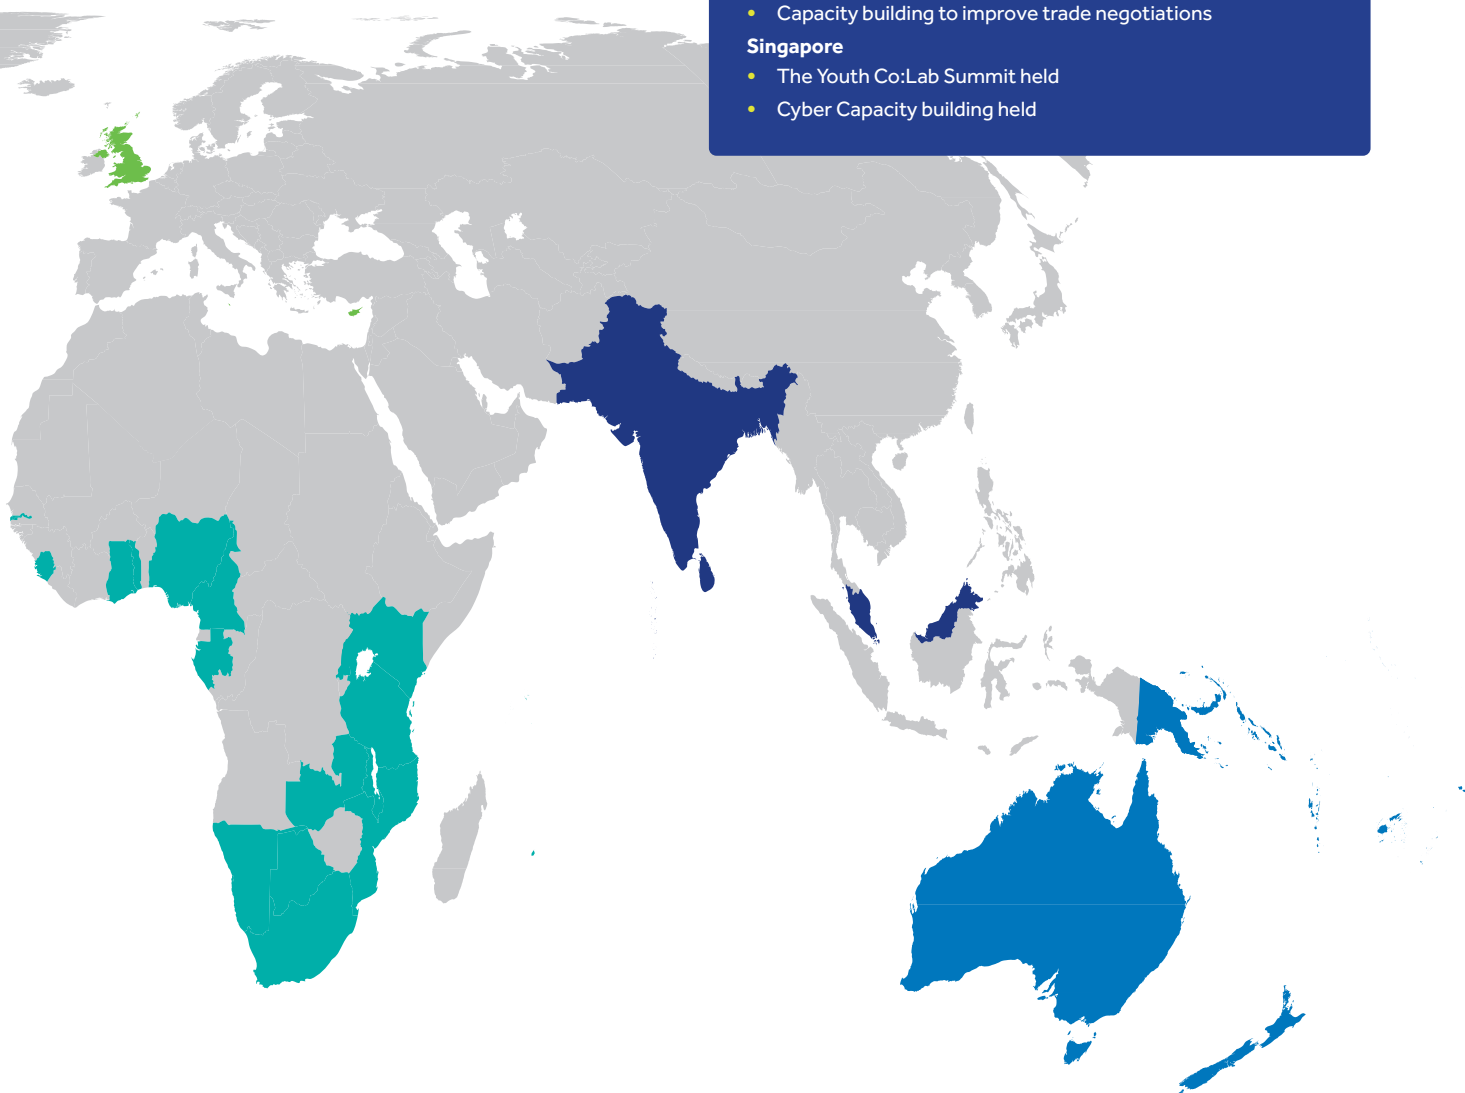 Capacity building to improve trade negotiations
Singapore
The Youth Co:Lab Summit held
Cyber Capacity building held